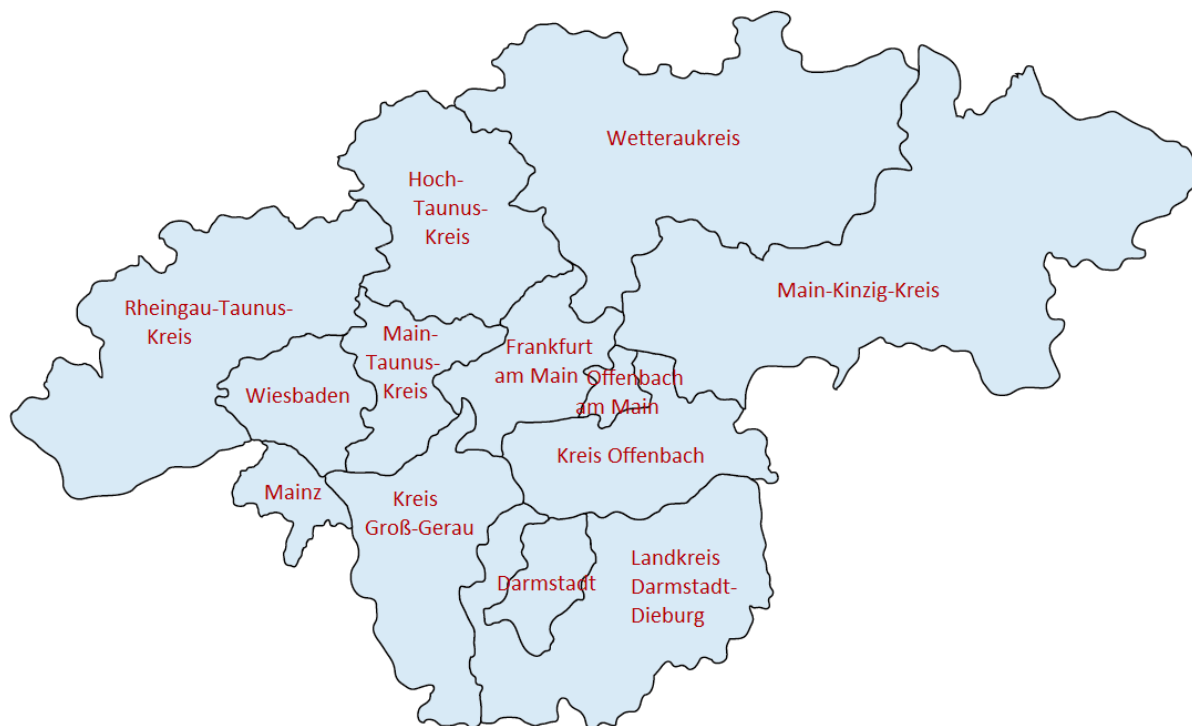 Wetteraukreis
Hoch-
Taunus-
Kreis
Main-Kinzig-Kreis
Rheingau-Taunus-
Kreis
Main-
Taunus-
Kreis
Frankfurt
am Main
Offenbach
am Main
Wiesbaden
Kreis Offenbach
Mainz
Kreis
Groß-Gerau
Darmstadt
Landkreis
Darmstadt-
Dieburg